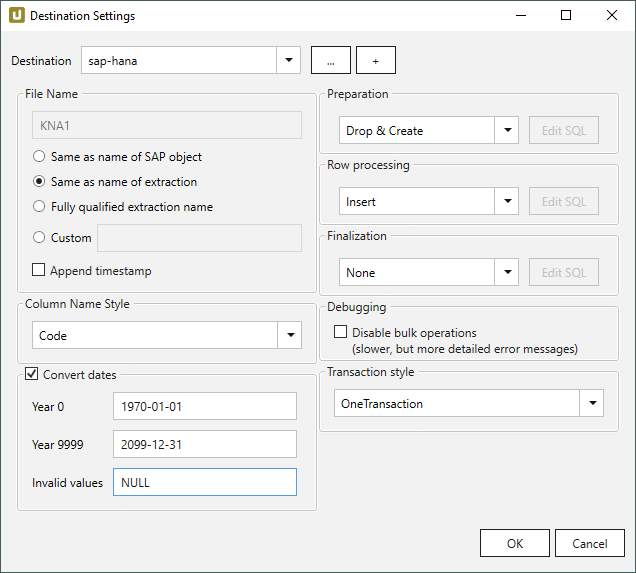 Destination Settings
Destination
sap-hana
...
+
File Name
KNA1
Same as name of SAP object
Same as name of extraction
Fully qualified extraction name
Custom
Append timestamp
Column Name Style
Code
Convert dates
Year 0
1970-01-01
Year 9999
2099-12-31
Invalid values
NULL
Preparation
Drop & Create
Edit SQL
Row processing
Insert
Edit SQL
Finalization
None
Edit SQL
Debugging
Disable bulk operations
(slower, but more detailed error messages)
Transaction style
OneTransaction
OK
Cancel